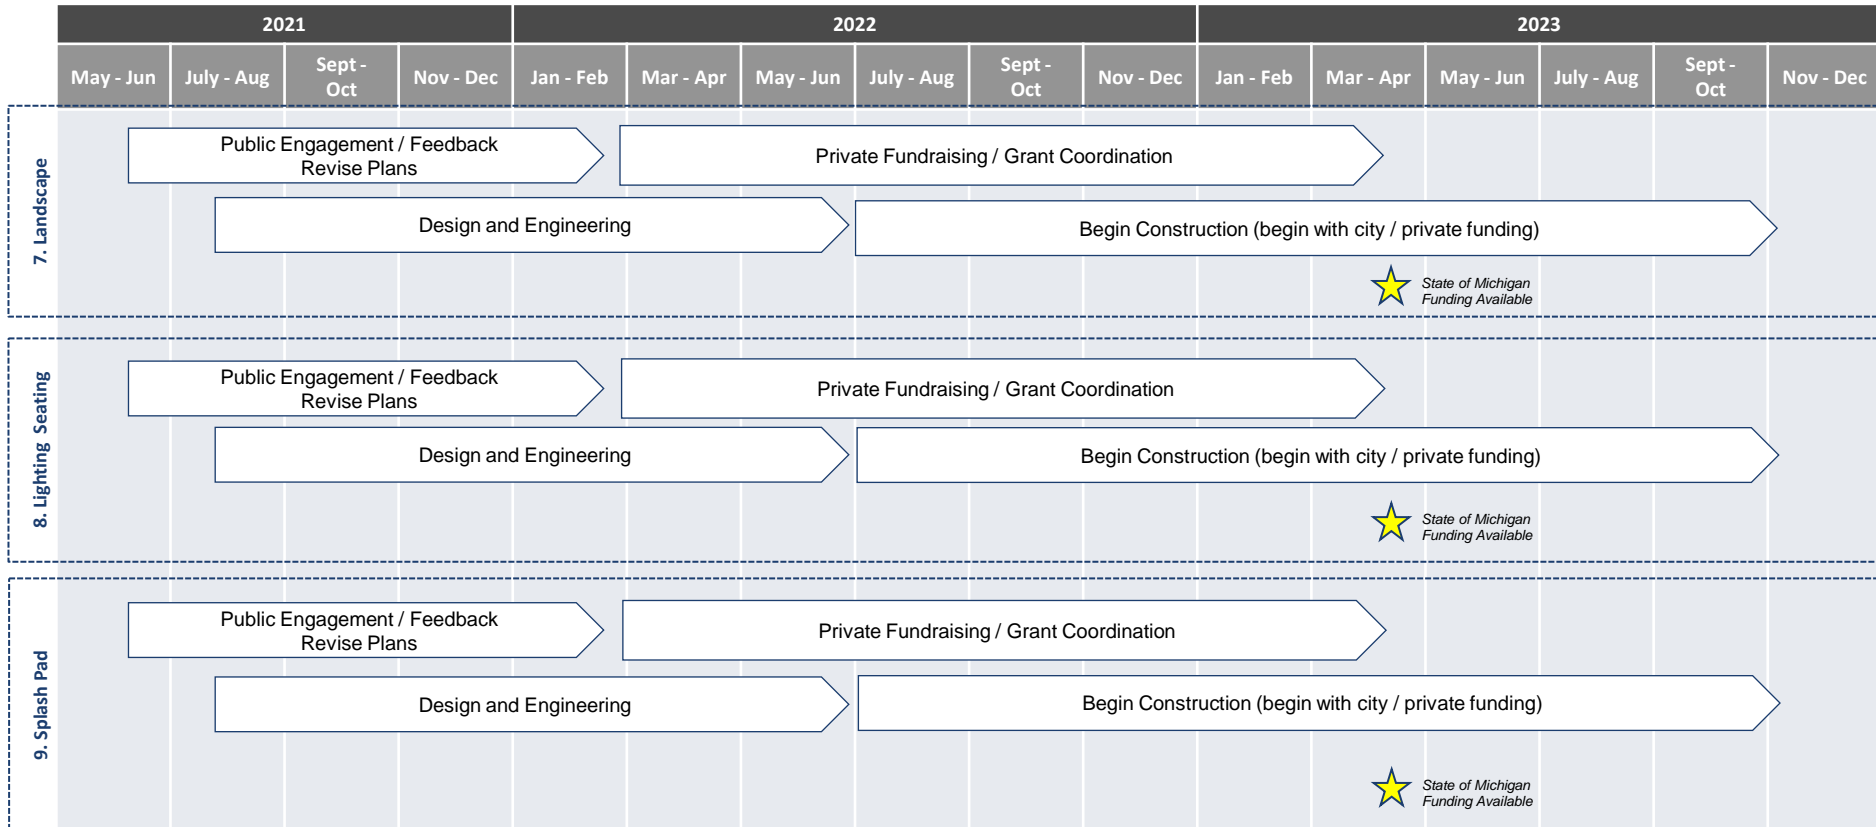 2021 2022 2023
May - Jun July - Aug Sept - Nov - Dec Jan - Feb Mar - Apr May - Jun July - Aug Sept - Nov - Dec Jan - Feb Mar - Apr May - Jun July - Aug Sept - Nov - Dec
Oct Oct Oct
7. Landscape
Public Engagement / Feedback
Revise Plans
Private Fundraising / Grant Coordination
Design and Engineering
Begin Construction (begin with city / private funding)
State of Michigan
Funding Available
8. Lighting Seating
Public Engagement / Feedback
Revise Plans
Private Fundraising / Grant Coordination
Design and Engineering
Begin Construction (begin with city / private funding)
State of Michigan
Funding Available
9. Splash Pad
Public Engagement / Feedback
Revise Plans
Private Fundraising / Grant Coordination
Design and Engineering
Begin Construction (begin with city / private funding)
State of Michigan
Funding Available